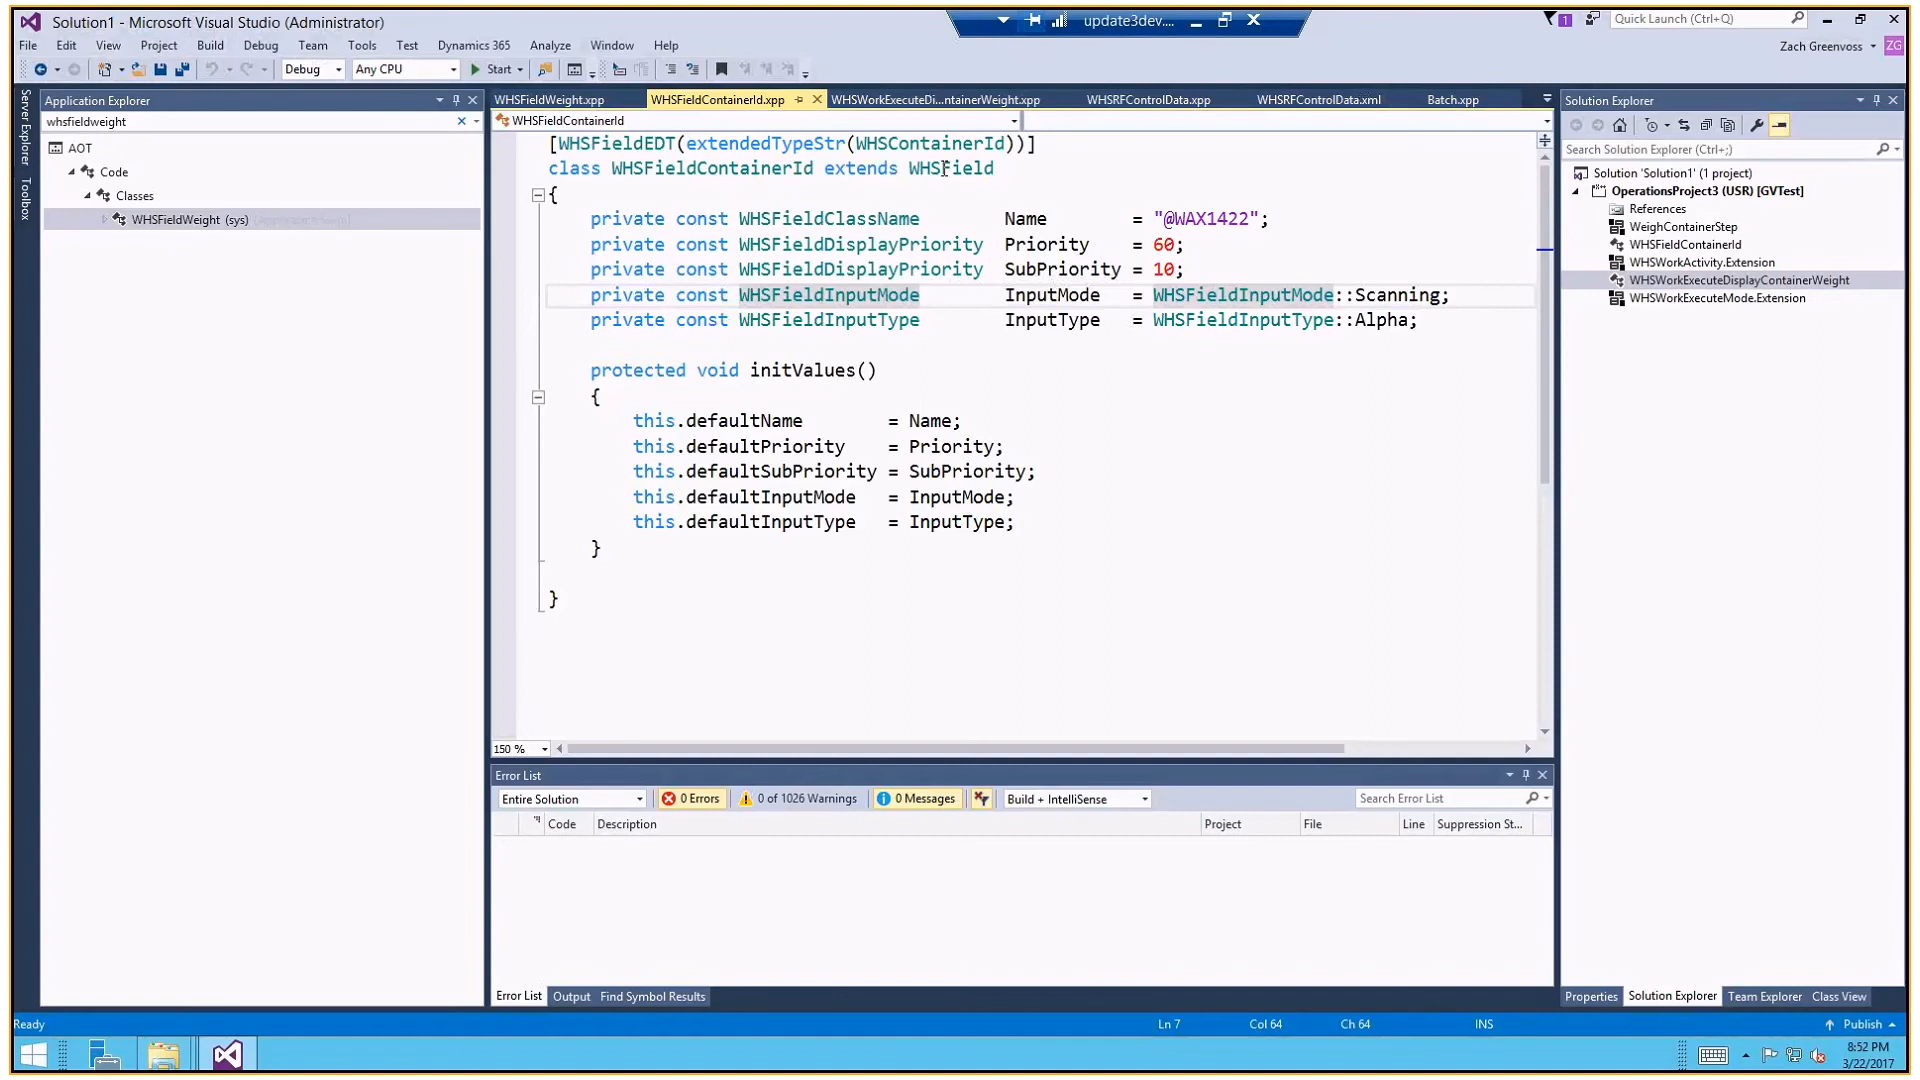 Solution1 - Microsoft Visual Studio (Administrator)
update3dev....
1
Quick Launch (Ctrl+Q)
File Edit View Project Build Debug Team Tools Test Dynamics 365 Analyze Window Help
Zach Greenvoss
ZG
Debug Any CPU Start
Server Explorer
Toolbox
Application Explorer
whsfieldweight
AOT
Code
Classes
WHSFieldWeight (sys)
WHSFieldWeight.xpp WHSFieldContainerId.xpp WHSWorkExecuteDi...ntainerWeight.xpp WHSRFControlData.xpp WHSRFControlData.xml Batch.xpp
WHSFieldContainerId
[WHSFieldEDT(extendedTypeStr(WHSContainerId))]
class WHSFieldContainerId extends WHSField
{
private const WHSFieldClassName Name = "@WAX1422";
private const WHSFieldDisplayPriority Priority = 60;
private const WHSFieldDisplayPriority SubPriority = 10;
private const WHSFieldInputMode InputMode = WHSFieldInputMode::Scanning;
private const WHSFieldInputType InputType = WHSFieldInputType::Alpha;
protected void initValues()
{
this.defaultName = Name;
this.defaultPriority = Priority;
this.defaultSubPriority = SubPriority;
this.defaultInputMode = InputMode;
this.defaultInputType = InputType;
}
}
150 %
Error List
Entire Solution 0 Errors 0 of 1026 Warnings 0 Messages Build + IntelliSense Search Error List
Code Description Project File Line Suppression St...
Error List Output Find Symbol Results
Solution Explorer
Search Solution Explorer (Ctrl+;)
Solution 'Solution1' (1 project)
OperationsProject3 (USR) [GVTest]
References
WeighContainerStep
WHSFieldContainerId
WHSWorkActivity.Extension
WHSWorkExecuteDisplayContainerWeight
WHSWorkExecuteMode.Extension
Properties Solution Explorer Team Explorer Class View
Ready Ln 7 Col 64 Ch 64 INS Publish
8:52 PM
3/22/2017